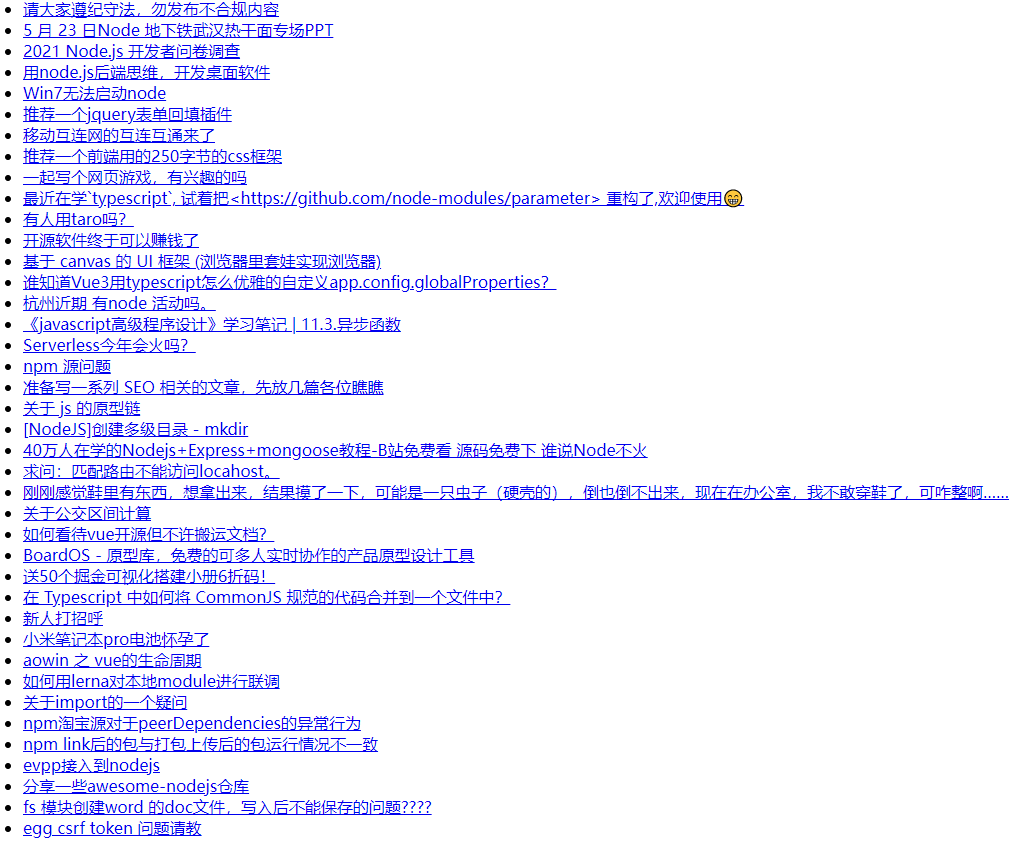 请大家遵纪守法，勿发布不合规内容
5 月 23 日Node 地下铁武汉热干面专场PPT
2021 Node.js 开发者问卷调查
用node.js后端思维，开发桌面软件
Win7无法启动node
推荐一个jquery表单回填插件
移动互连网的互连互通来了
推荐一个前端用的250字节的css框架
一起写个网页游戏，有兴趣的吗
最近在学`typescript`, 试着把<https://github.com/node-modules/parameter> 重构了,欢迎使用😁
有人用taro吗？
开源软件终于可以赚钱了
基于 canvas 的 UI 框架 (浏览器里套娃实现浏览器)
谁知道Vue3用typescript怎么优雅的自定义app.config.globalProperties？
杭州近期 有node 活动吗。
《javascript高级程序设计》学习笔记 | 11.3.异步函数
Serverless今年会火吗？
npm 源问题
准备写一系列 SEO 相关的文章，先放几篇各位瞧瞧
关于 js 的原型链
[NodeJS]创建多级目录 - mkdir
40万人在学的Nodejs+Express+mongoose教程-B站免费看 源码免费下 谁说Node不火
求问：匹配路由不能访问locahost。
刚刚感觉鞋里有东西，想拿出来，结果摸了一下，可能是一只虫子（硬壳的），倒也倒不出来，现在在办公室，我不敢穿鞋了，可咋整啊……
关于公交区间计算
如何看待vue开源但不许搬运文档？
BoardOS - 原型库，免费的可多人实时协作的产品原型设计工具
送50个掘金可视化搭建小册6折码！
在 Typescript 中如何将 CommonJS 规范的代码合并到一个文件中？
新人打招呼
小米笔记本pro电池怀孕了
aowin 之 vue的生命周期
如何用lerna对本地module进行联调
关于import的一个疑问
npm淘宝源对于peerDependencies的异常行为
npm link后的包与打包上传后的包运行情况不一致
evpp接入到nodejs
分享一些awesome-nodejs仓库
fs 模块创建word 的doc文件，写入后不能保存的问题????
egg csrf token 问题请教